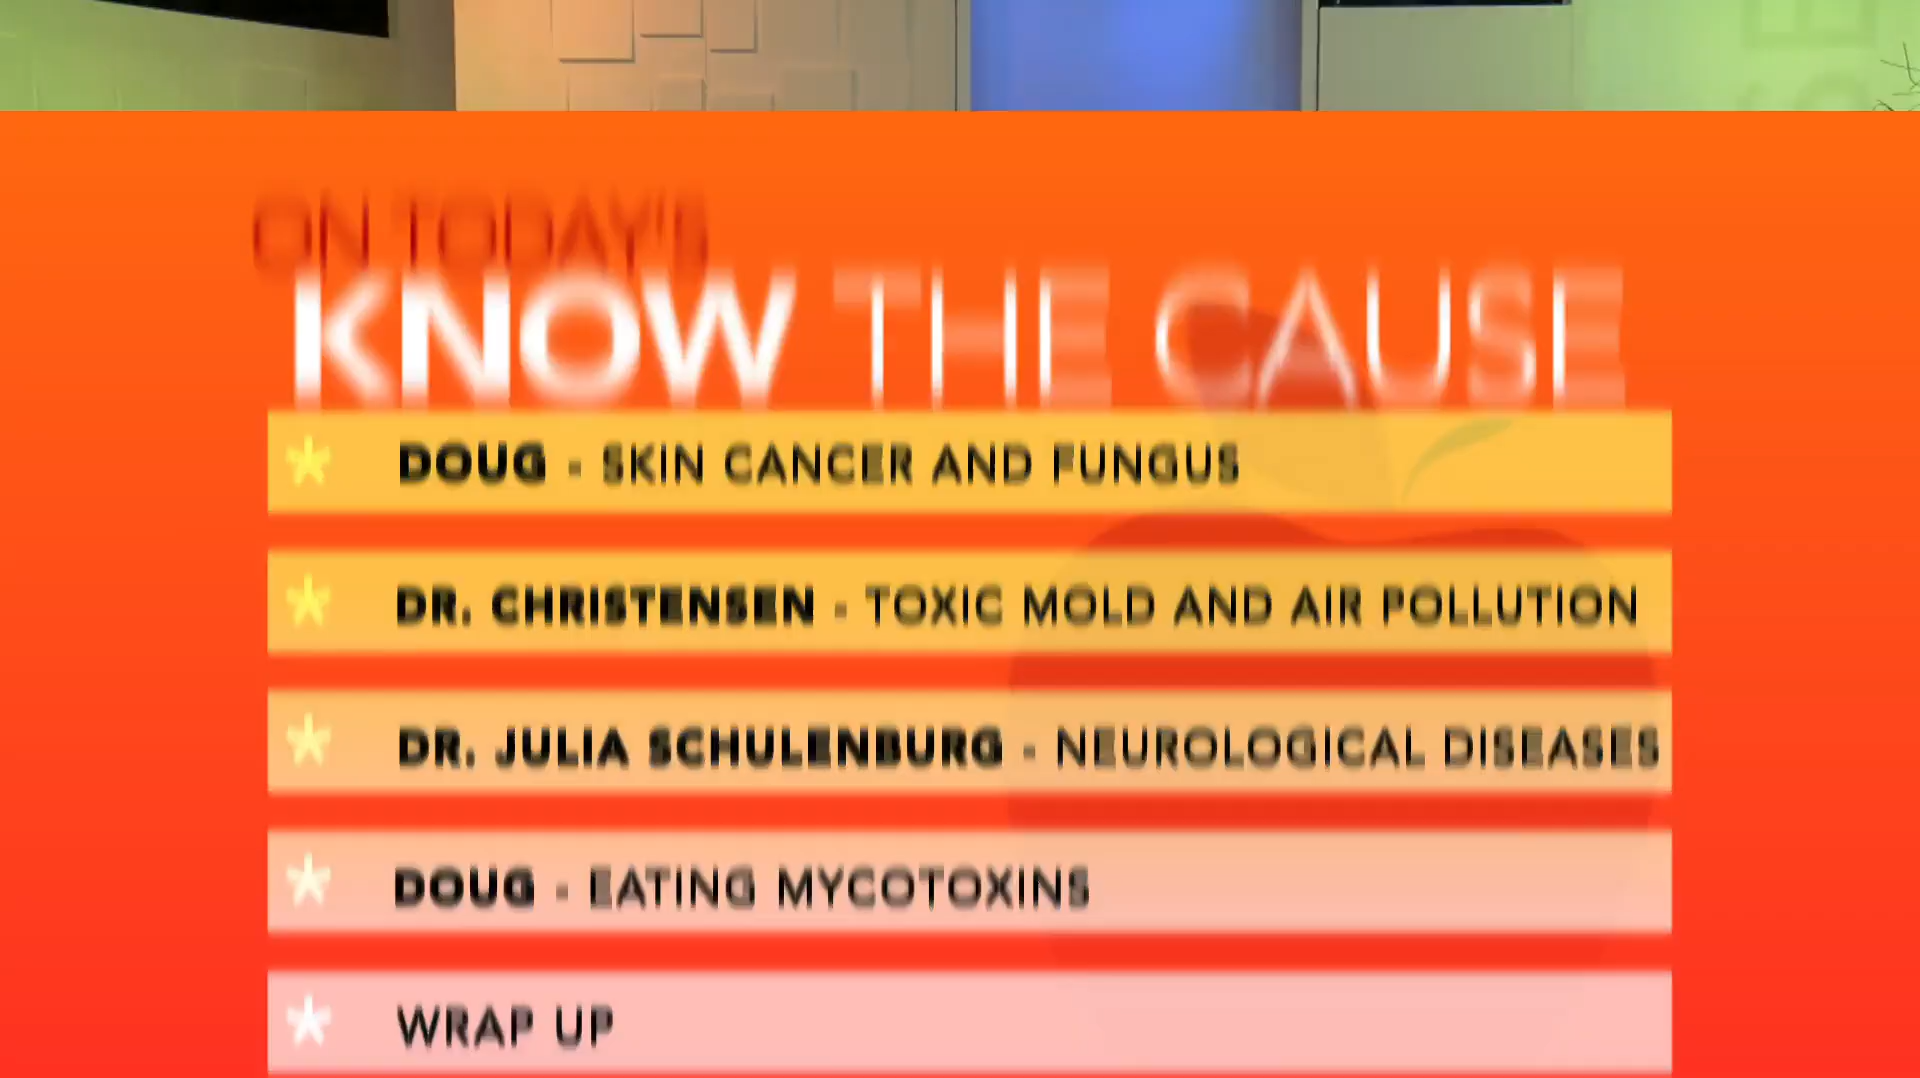 ON TODAY'S
KNOW THE CAUSE
* DOUG - SKIN CANCER AND FUNGUS
* DR. CHRISTENSEN - TOXIC MOLD AND AIR POLLUTION
* DR. JULIA SCHULENBURG - NEUROLOGICAL DISEASES
* DOUG - EATING MYCOTOXINS
* WRAP UP